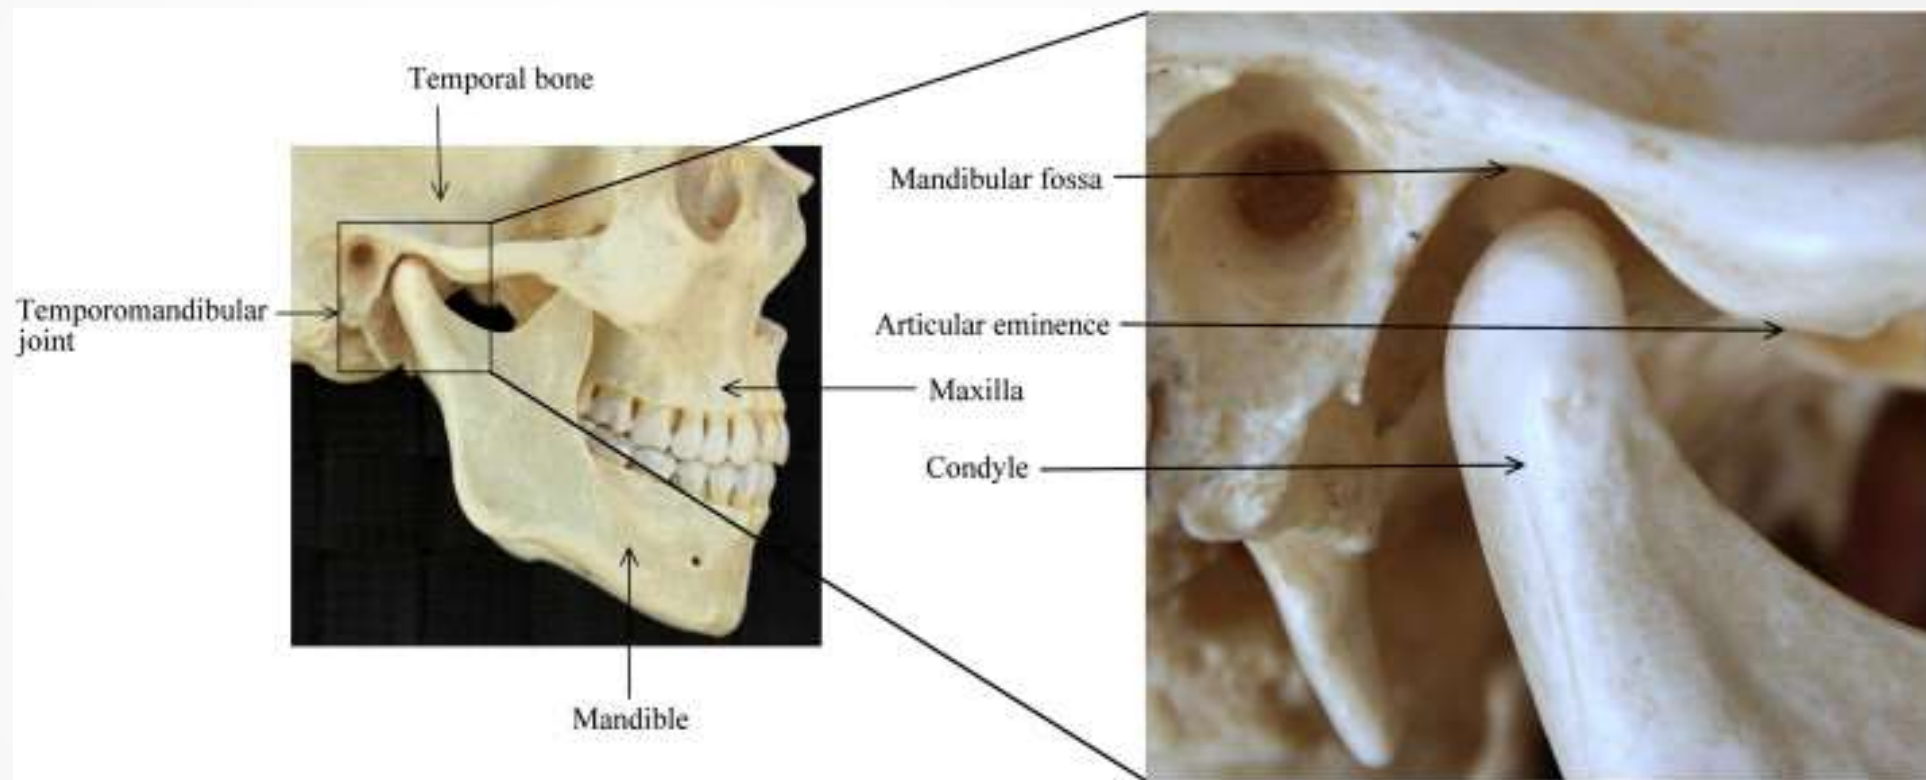 Temporal bone
Mandibular fossa
Temporomandibular
joint
Articular eminence
Maxilla
Condyle
Mandible